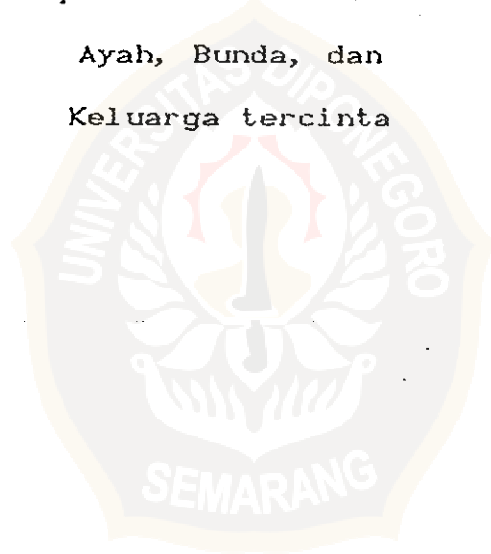 Ayah, Bunda, dan
Keluarga tercinta
UNIVERSITAS DIPONEGORO
SEMARANG